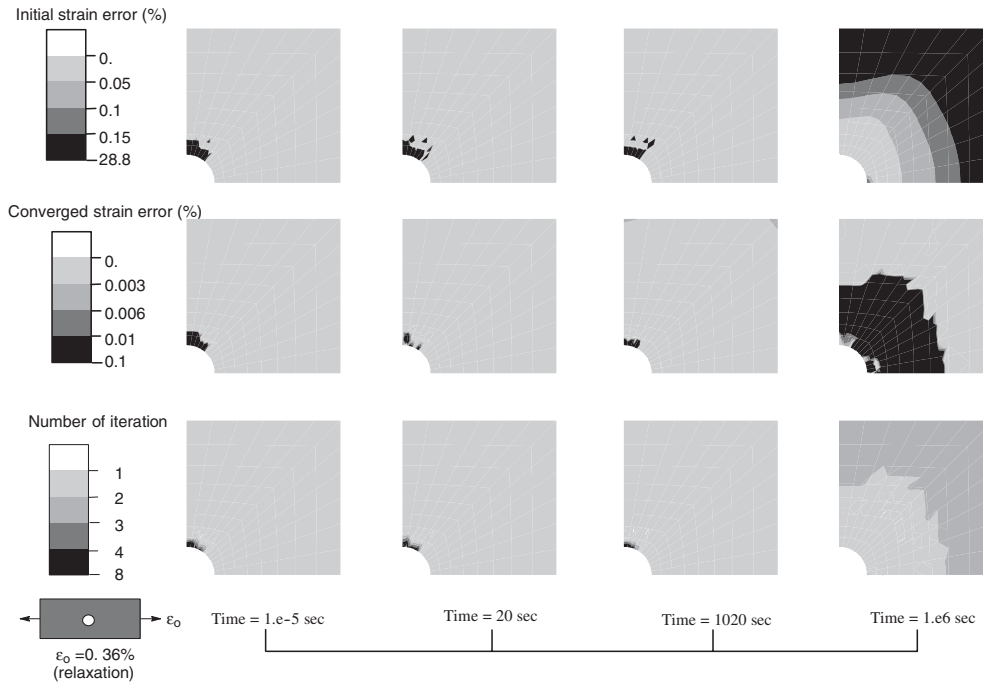 Initial strain error (%)
0.
0.05
0.1
0.15
28.8
Converged strain error (%)
0.
0.003
0.006
0.01
0.1
Number of iteration
1
2
3
4
8
εo
εo =0. 36%
(relaxation)
Time = 1.e-5 sec
Time = 20 sec
Time = 1020 sec
Time = 1.e6 sec